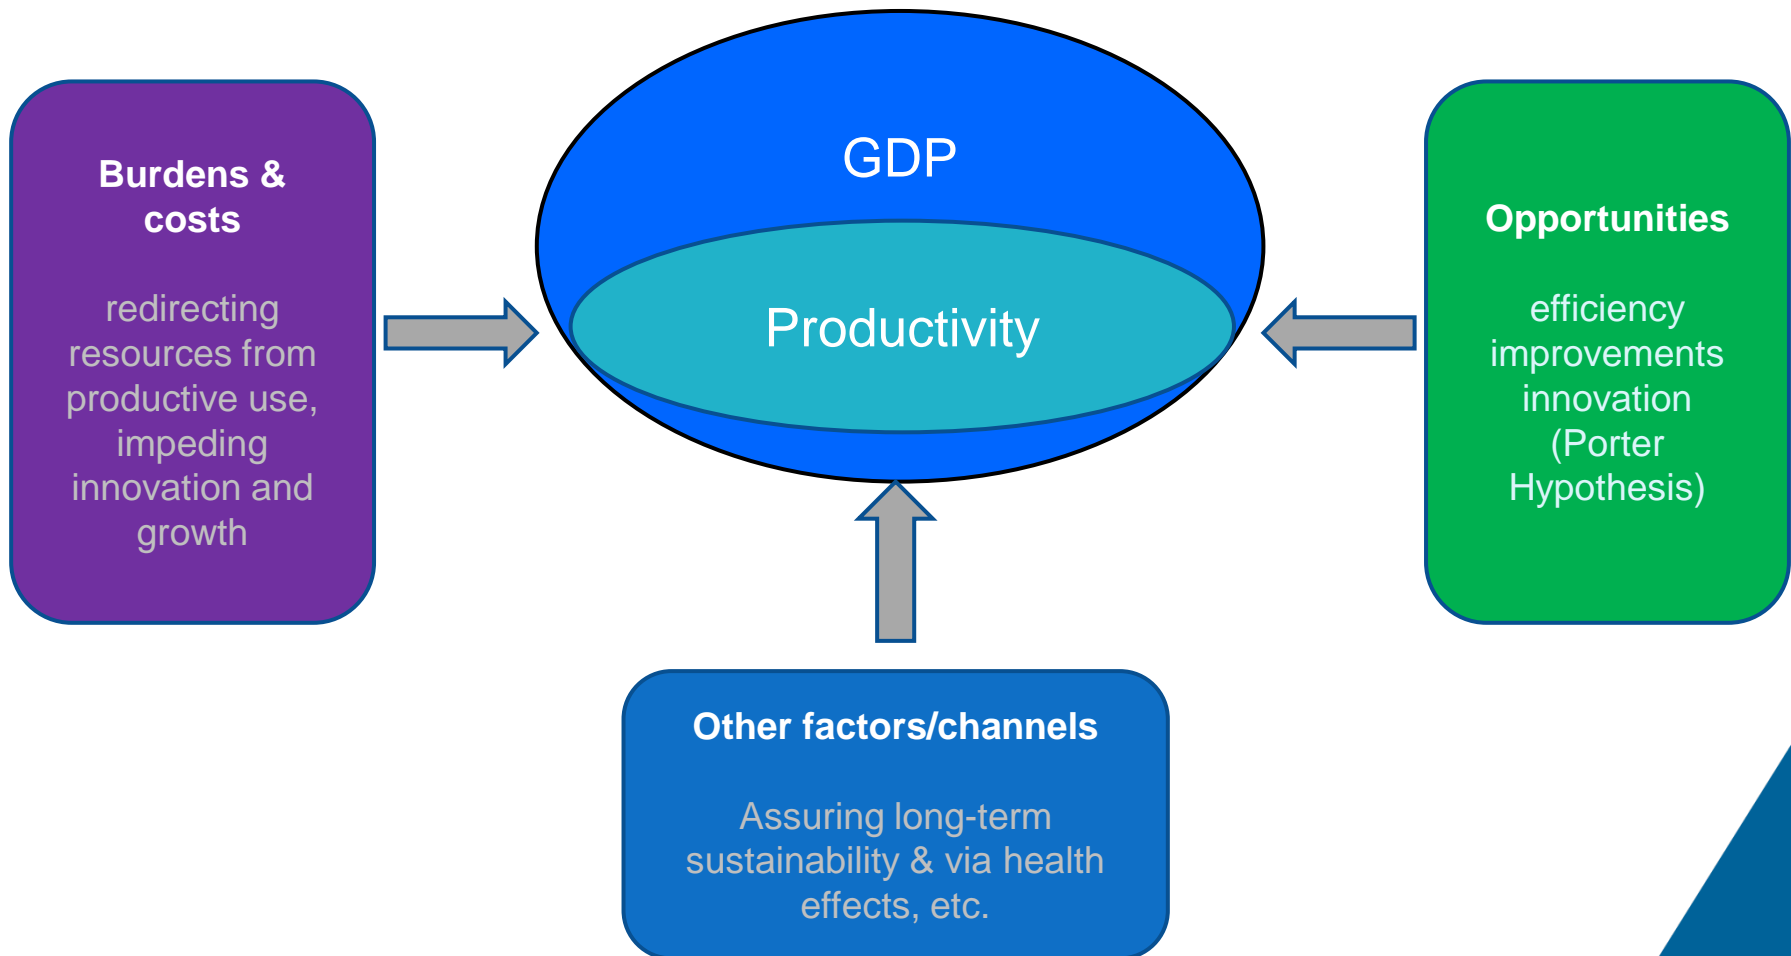 GDP
Productivity
Burdens &
costs
redirecting
resources from
productive use,
impeding
innovation and
growth
Opportunities
efficiency
improvements
innovation
(Porter
Hypothesis)
Other factors/channels
Assuring long-term
sustainability & via health
effects, etc.